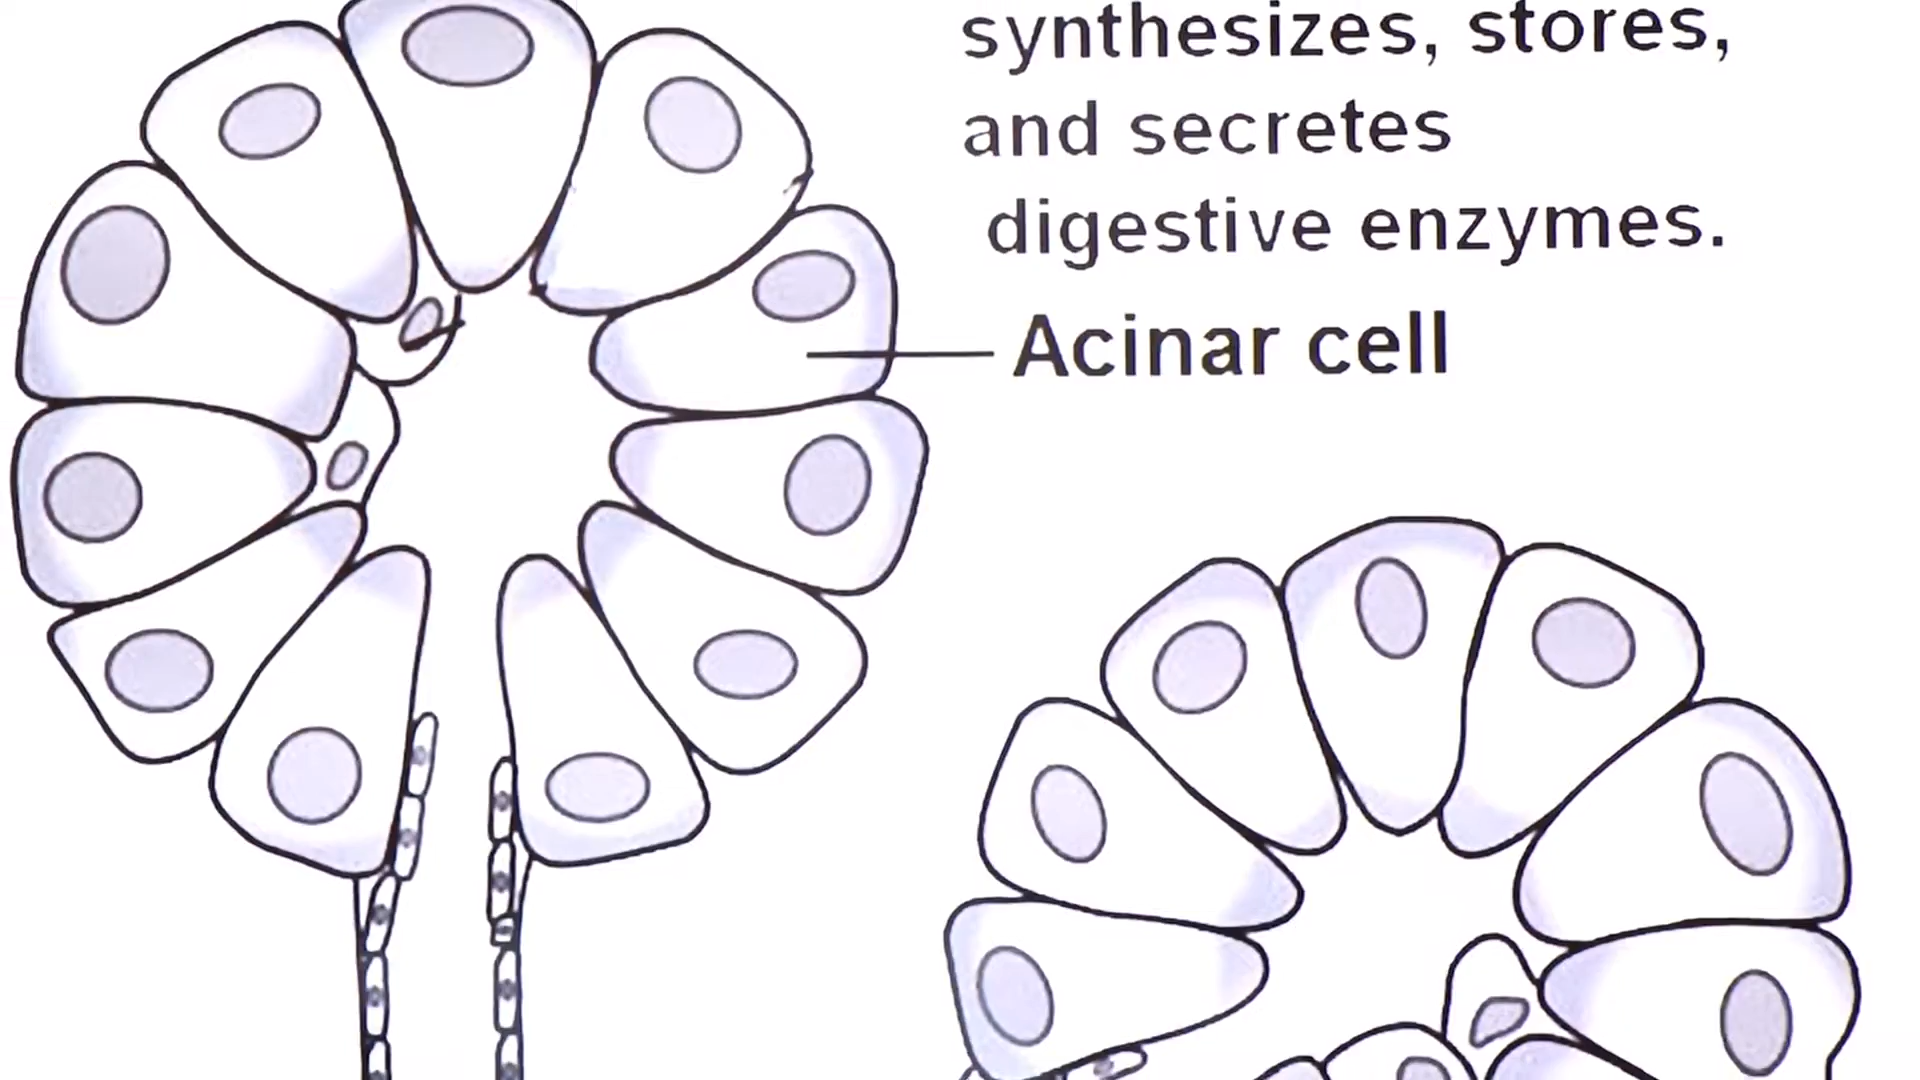 synthesizes, stores,
and secretes
digestive enzymes.
Acinar cell